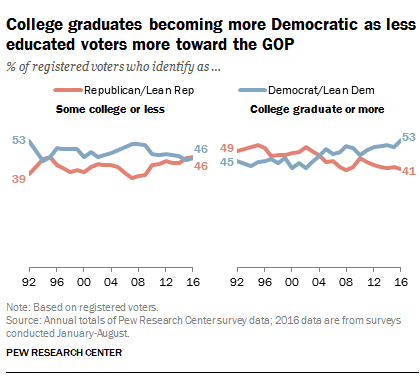 College graduates becoming more Democratic as less
educated voters more toward the GOP
% of registered voters who identify as ...
Republican/Lean Rep
Democrat/Lean Dem
Some college or less
College graduate or more
53
39
46
46
49
45
53
41
92 96 00 04 08 12 16
92 96 00 04 08 12 16
Note: Based on registered voters.
Source: Annual totals of Pew Research Center survey data; 2016 data are from surveys
conducted January-August.
PEW RESEARCH CENTER